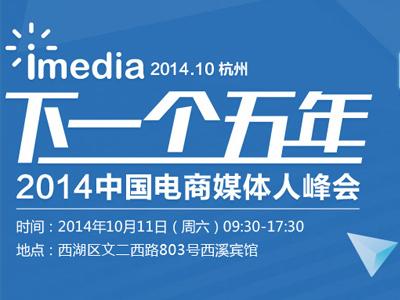 imedia 2014.10 杭州
下一个五年
2014中国电商媒体人峰会
时间：2014年10月11日（周六）09:30-17:30
地点：西湖区文二西路803号西溪宾馆